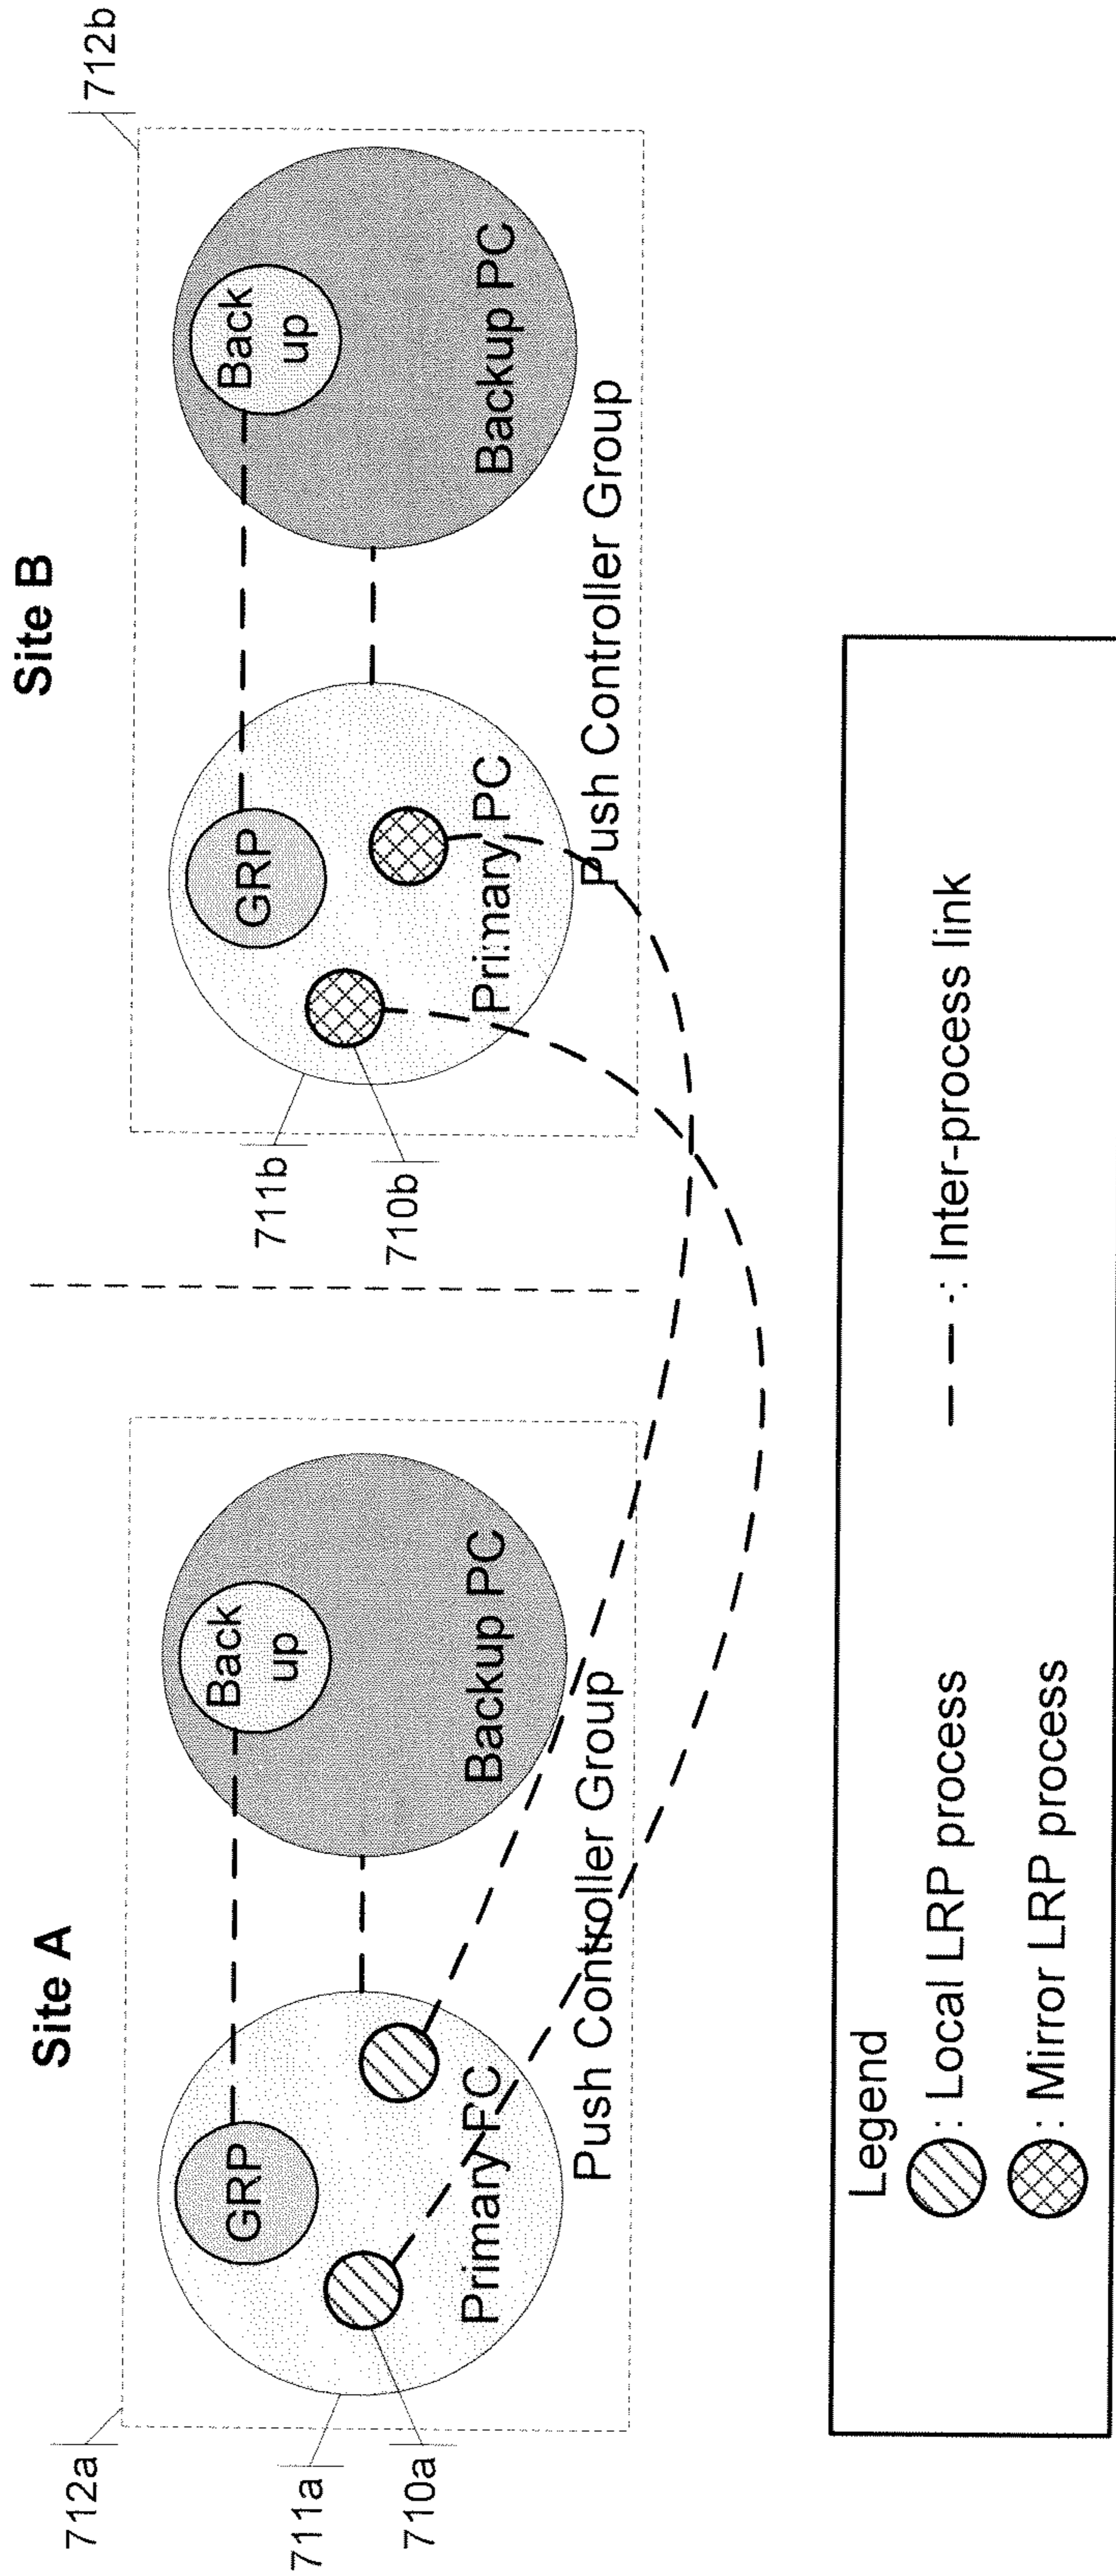 Site A
Site B
712a
712b
711a
710a
GRP
Back
up
Primary PC
Backup PC
Push Controller Group
711b
710b
GRP
Back
up
Primary PC
Backup PC
Push Controller Group
Legend
: Local LRP process
: Inter-process link
: Mirror LRP process